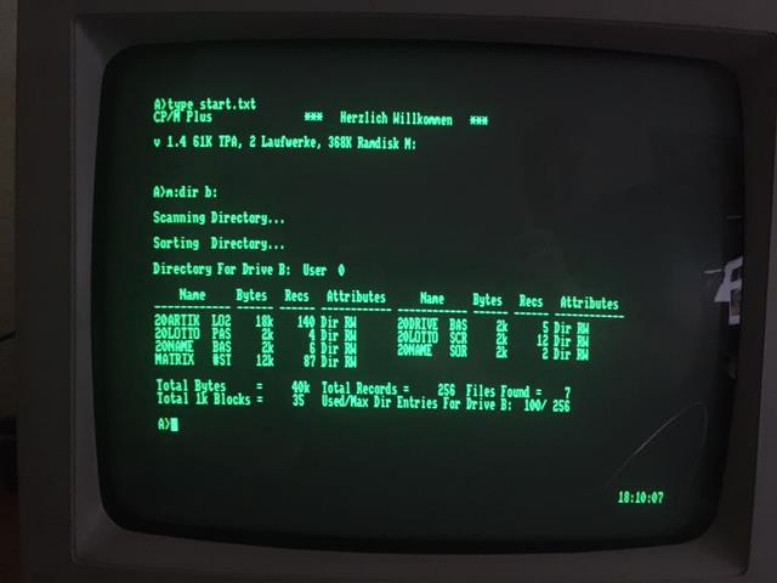 A>type start.txt
CP/M Plus *** Herzlich Willkommen ***
v 1.4 61K TPA, 2 Laufwerke, 368K Ramdisk M:
A>m:dir b:
Scanning Directory...
Sorting Directory...
Directory For Drive B: User 0
Name Bytes Recs Attributes Name Bytes Recs Attributes
20ARTIK LO2 18k 140 Dir RW 20DRIVE BAS 2k 5 Dir RW
20LOTTO PAS 2k 4 Dir RW 20LOTTO SCR 2k 12 Dir RW
20NAME BAS 2k 6 Dir RW 20NAME SOR 2k 2 Dir RW
MATRIX @ST 12k 87 Dir RW
Total Bytes = 40k Total Records = 256 Files Found = 7
Total 1k Blocks = 35 Used/Max Dir Entries For Drive B: 100/ 256
A>
18:10:07